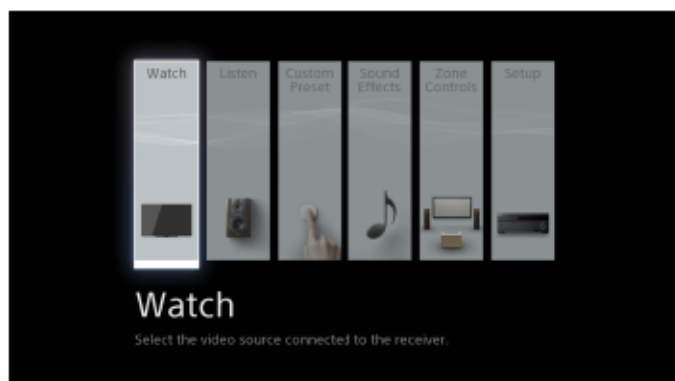 Watch
Listen
Custom
Preset
Sound
Effects
Zone
Controls
Setup
Watch
Select the video source connected to the receiver.